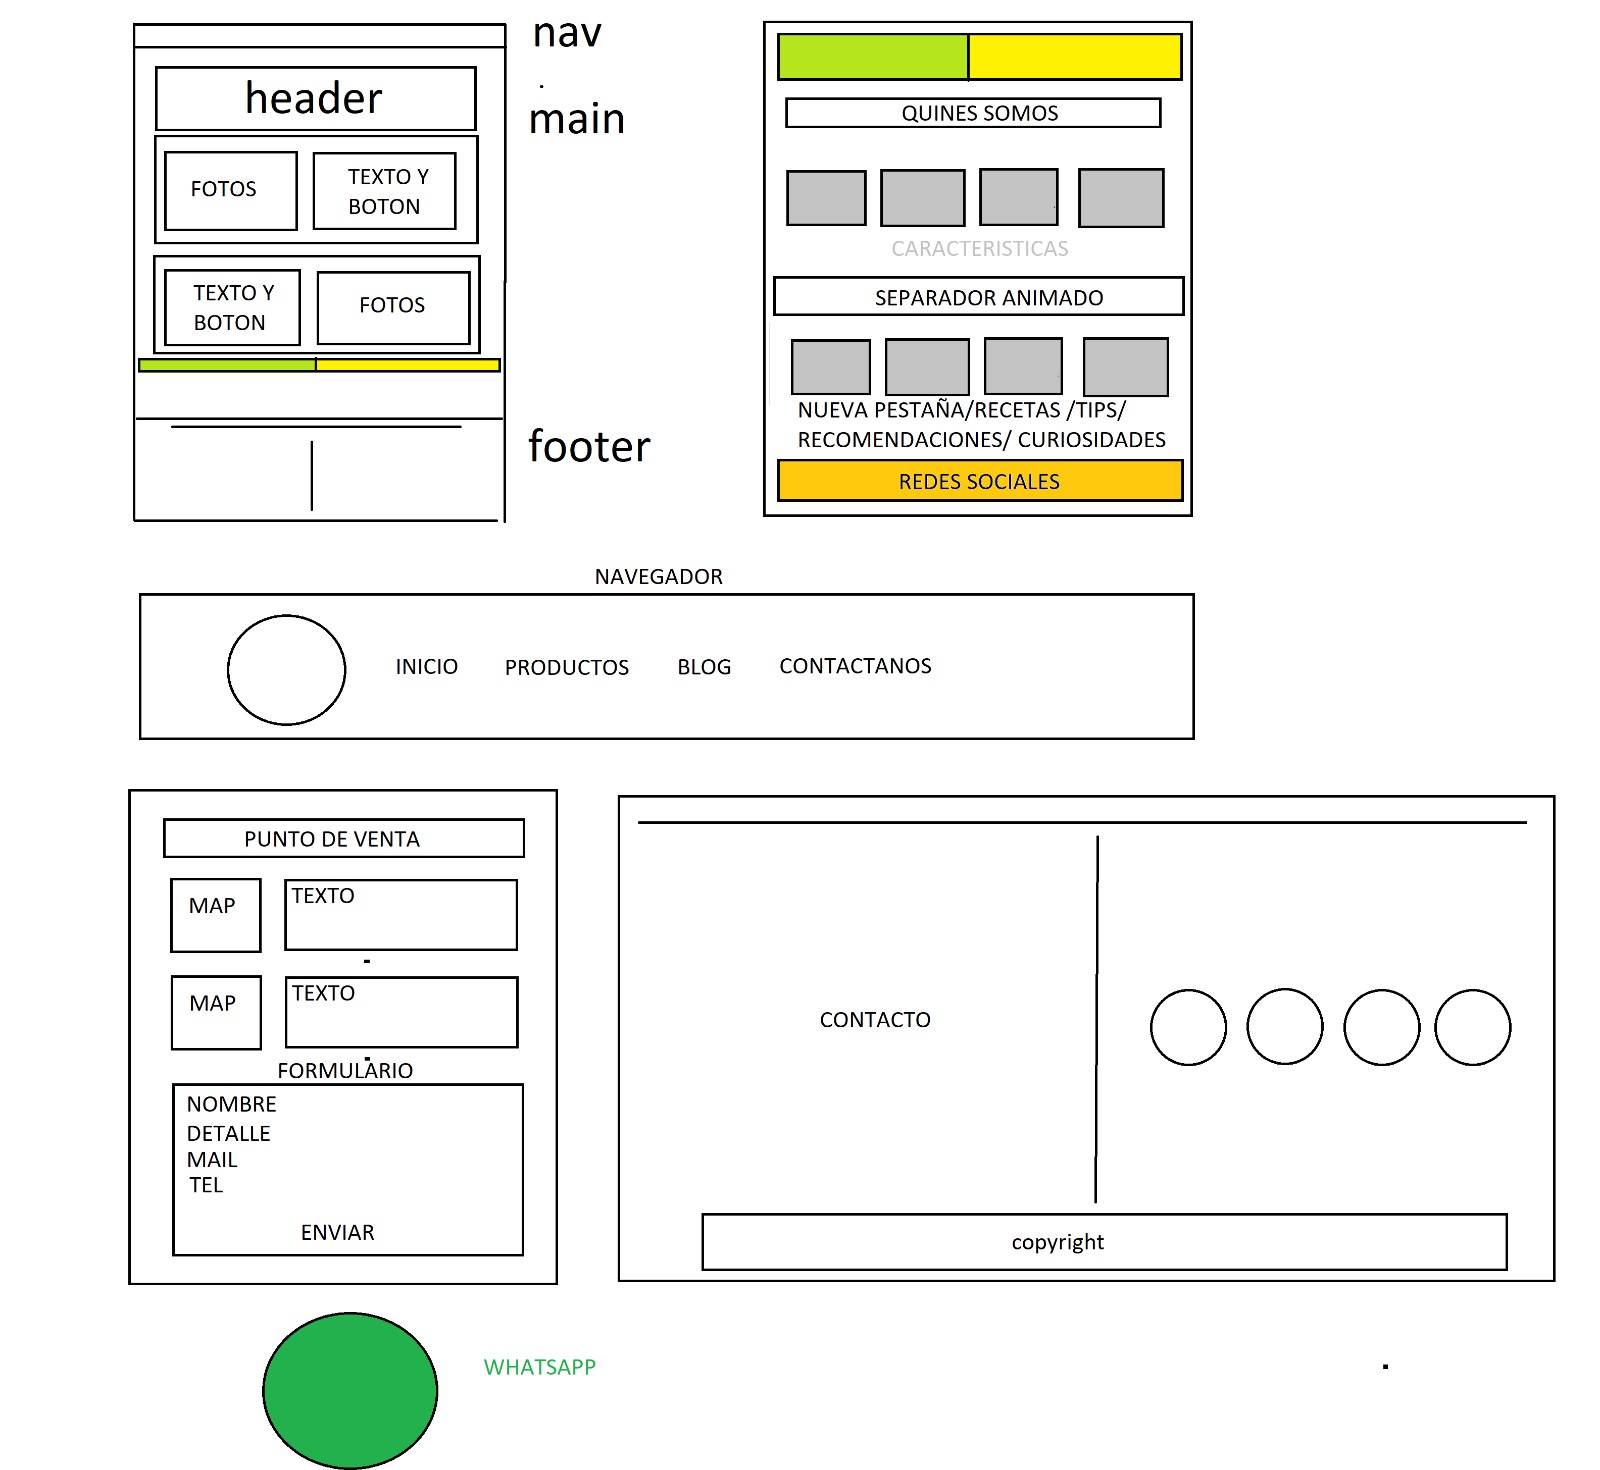 nav
header
main
FOTOS
TEXTO Y
BOTON
TEXTO Y
BOTON
FOTOS
footer
QUINES SOMOS
CARACTERISTICAS
SEPARADOR ANIMADO
NUEVA PESTAÑA/RECETAS /TIPS/
RECOMENDACIONES/ CURIOSIDADES
REDES SOCIALES
NAVEGADOR
INICIO PRODUCTOS BLOG CONTACTANOS
PUNTO DE VENTA
MAP
TEXTO
MAP
TEXTO
FORMULARIO
NOMBRE
DETALLE
MAIL
TEL
ENVIAR
CONTACTO
copyright
WHATSAPP